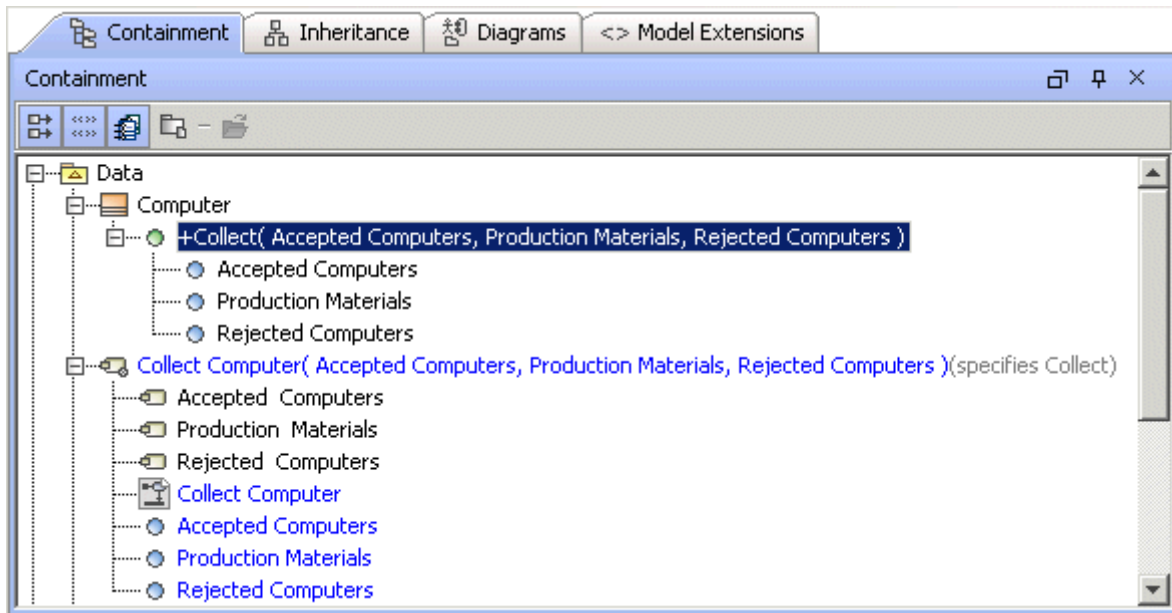 Containment Inheritance Diagrams <> Model Extensions
Containment
Data
Computer
+Collect( Accepted Computers, Production Materials, Rejected Computers )
Accepted Computers
Production Materials
Rejected Computers
Collect Computer( Accepted Computers, Production Materials, Rejected Computers )(specifies Collect)
Accepted  Computers
Production  Materials
Rejected  Computers
Collect Computer
Accepted Computers
Production Materials
Rejected Computers